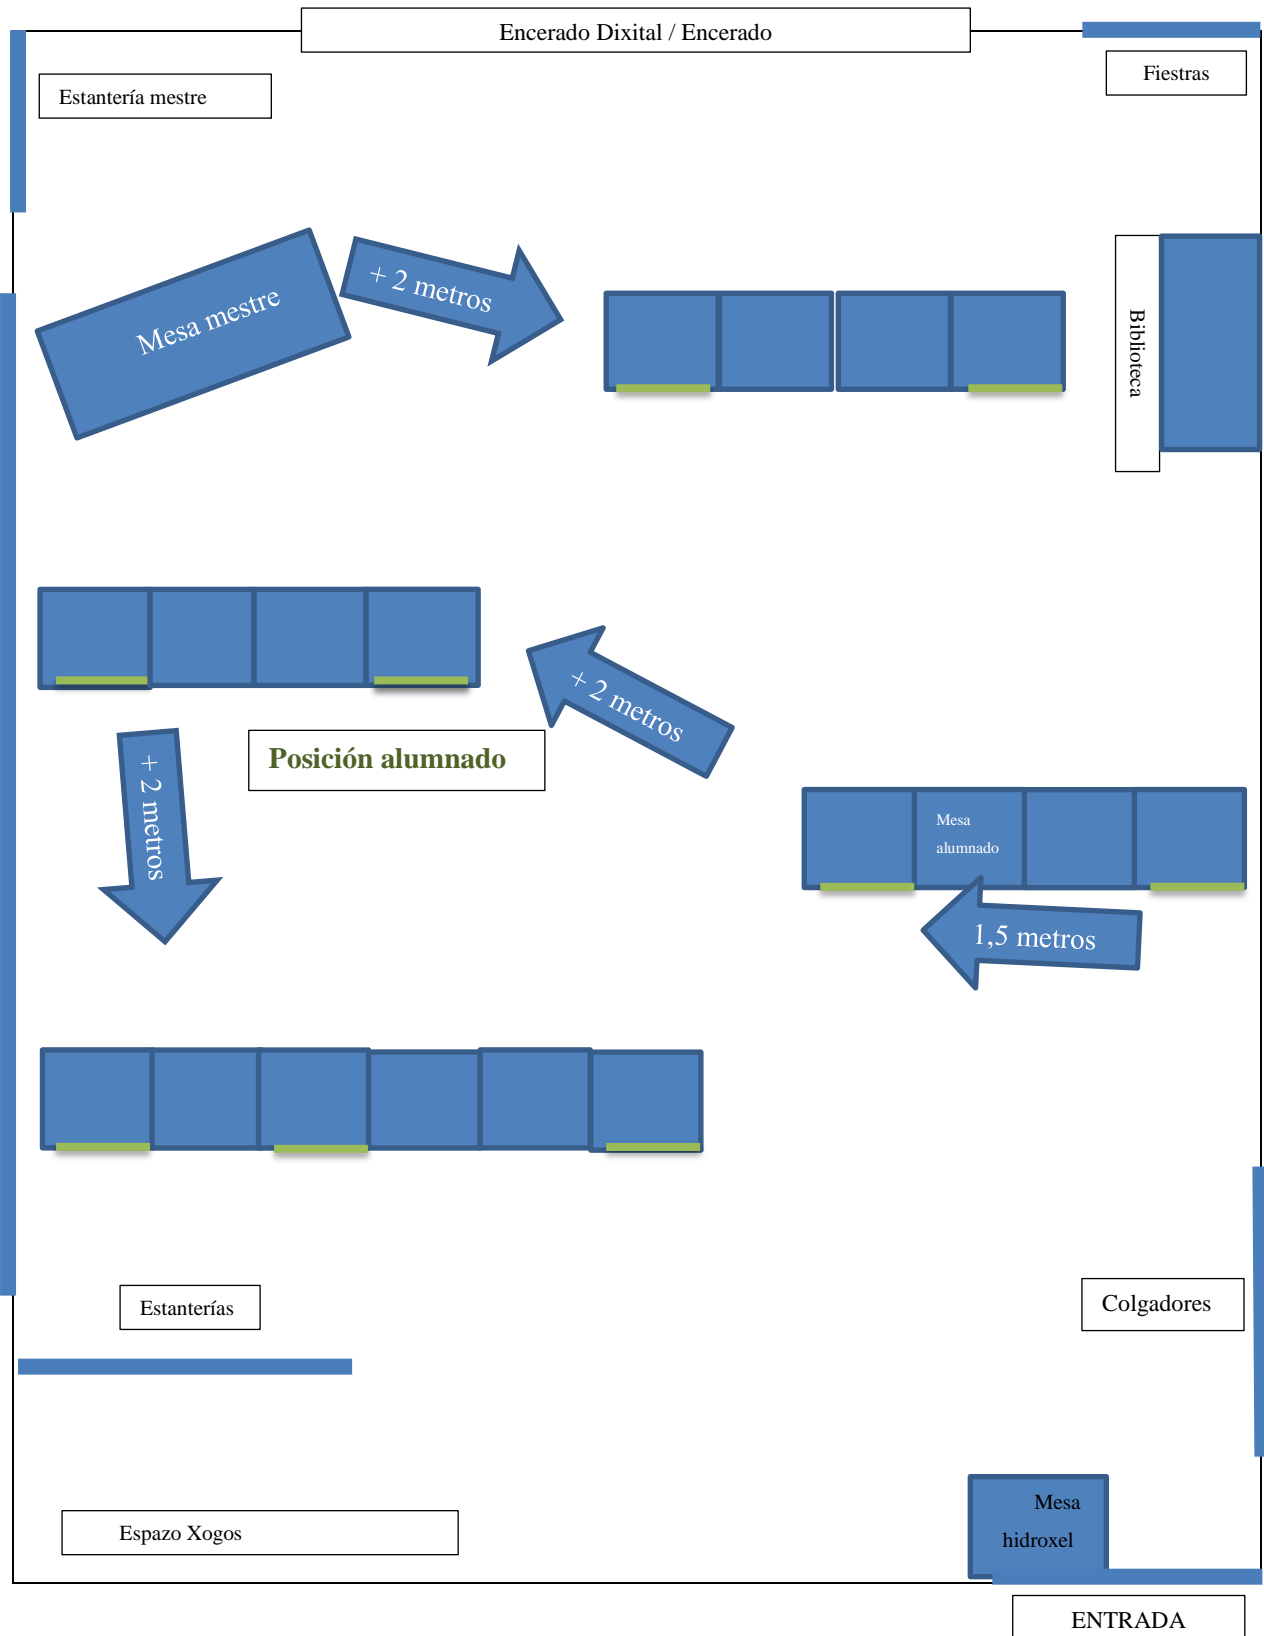 Encerado Dixital / Encerado
Fiestras
Estantería mestre
Mesa mestre
+ 2 metros
Biblioteca
+ 2 metros
Posición alumnado
+ 2 metros
Mesa
alumnado
1,5 metros
Estanterías
Colgadores
Mesa
hidroxel
Espazo Xogos
ENTRADA